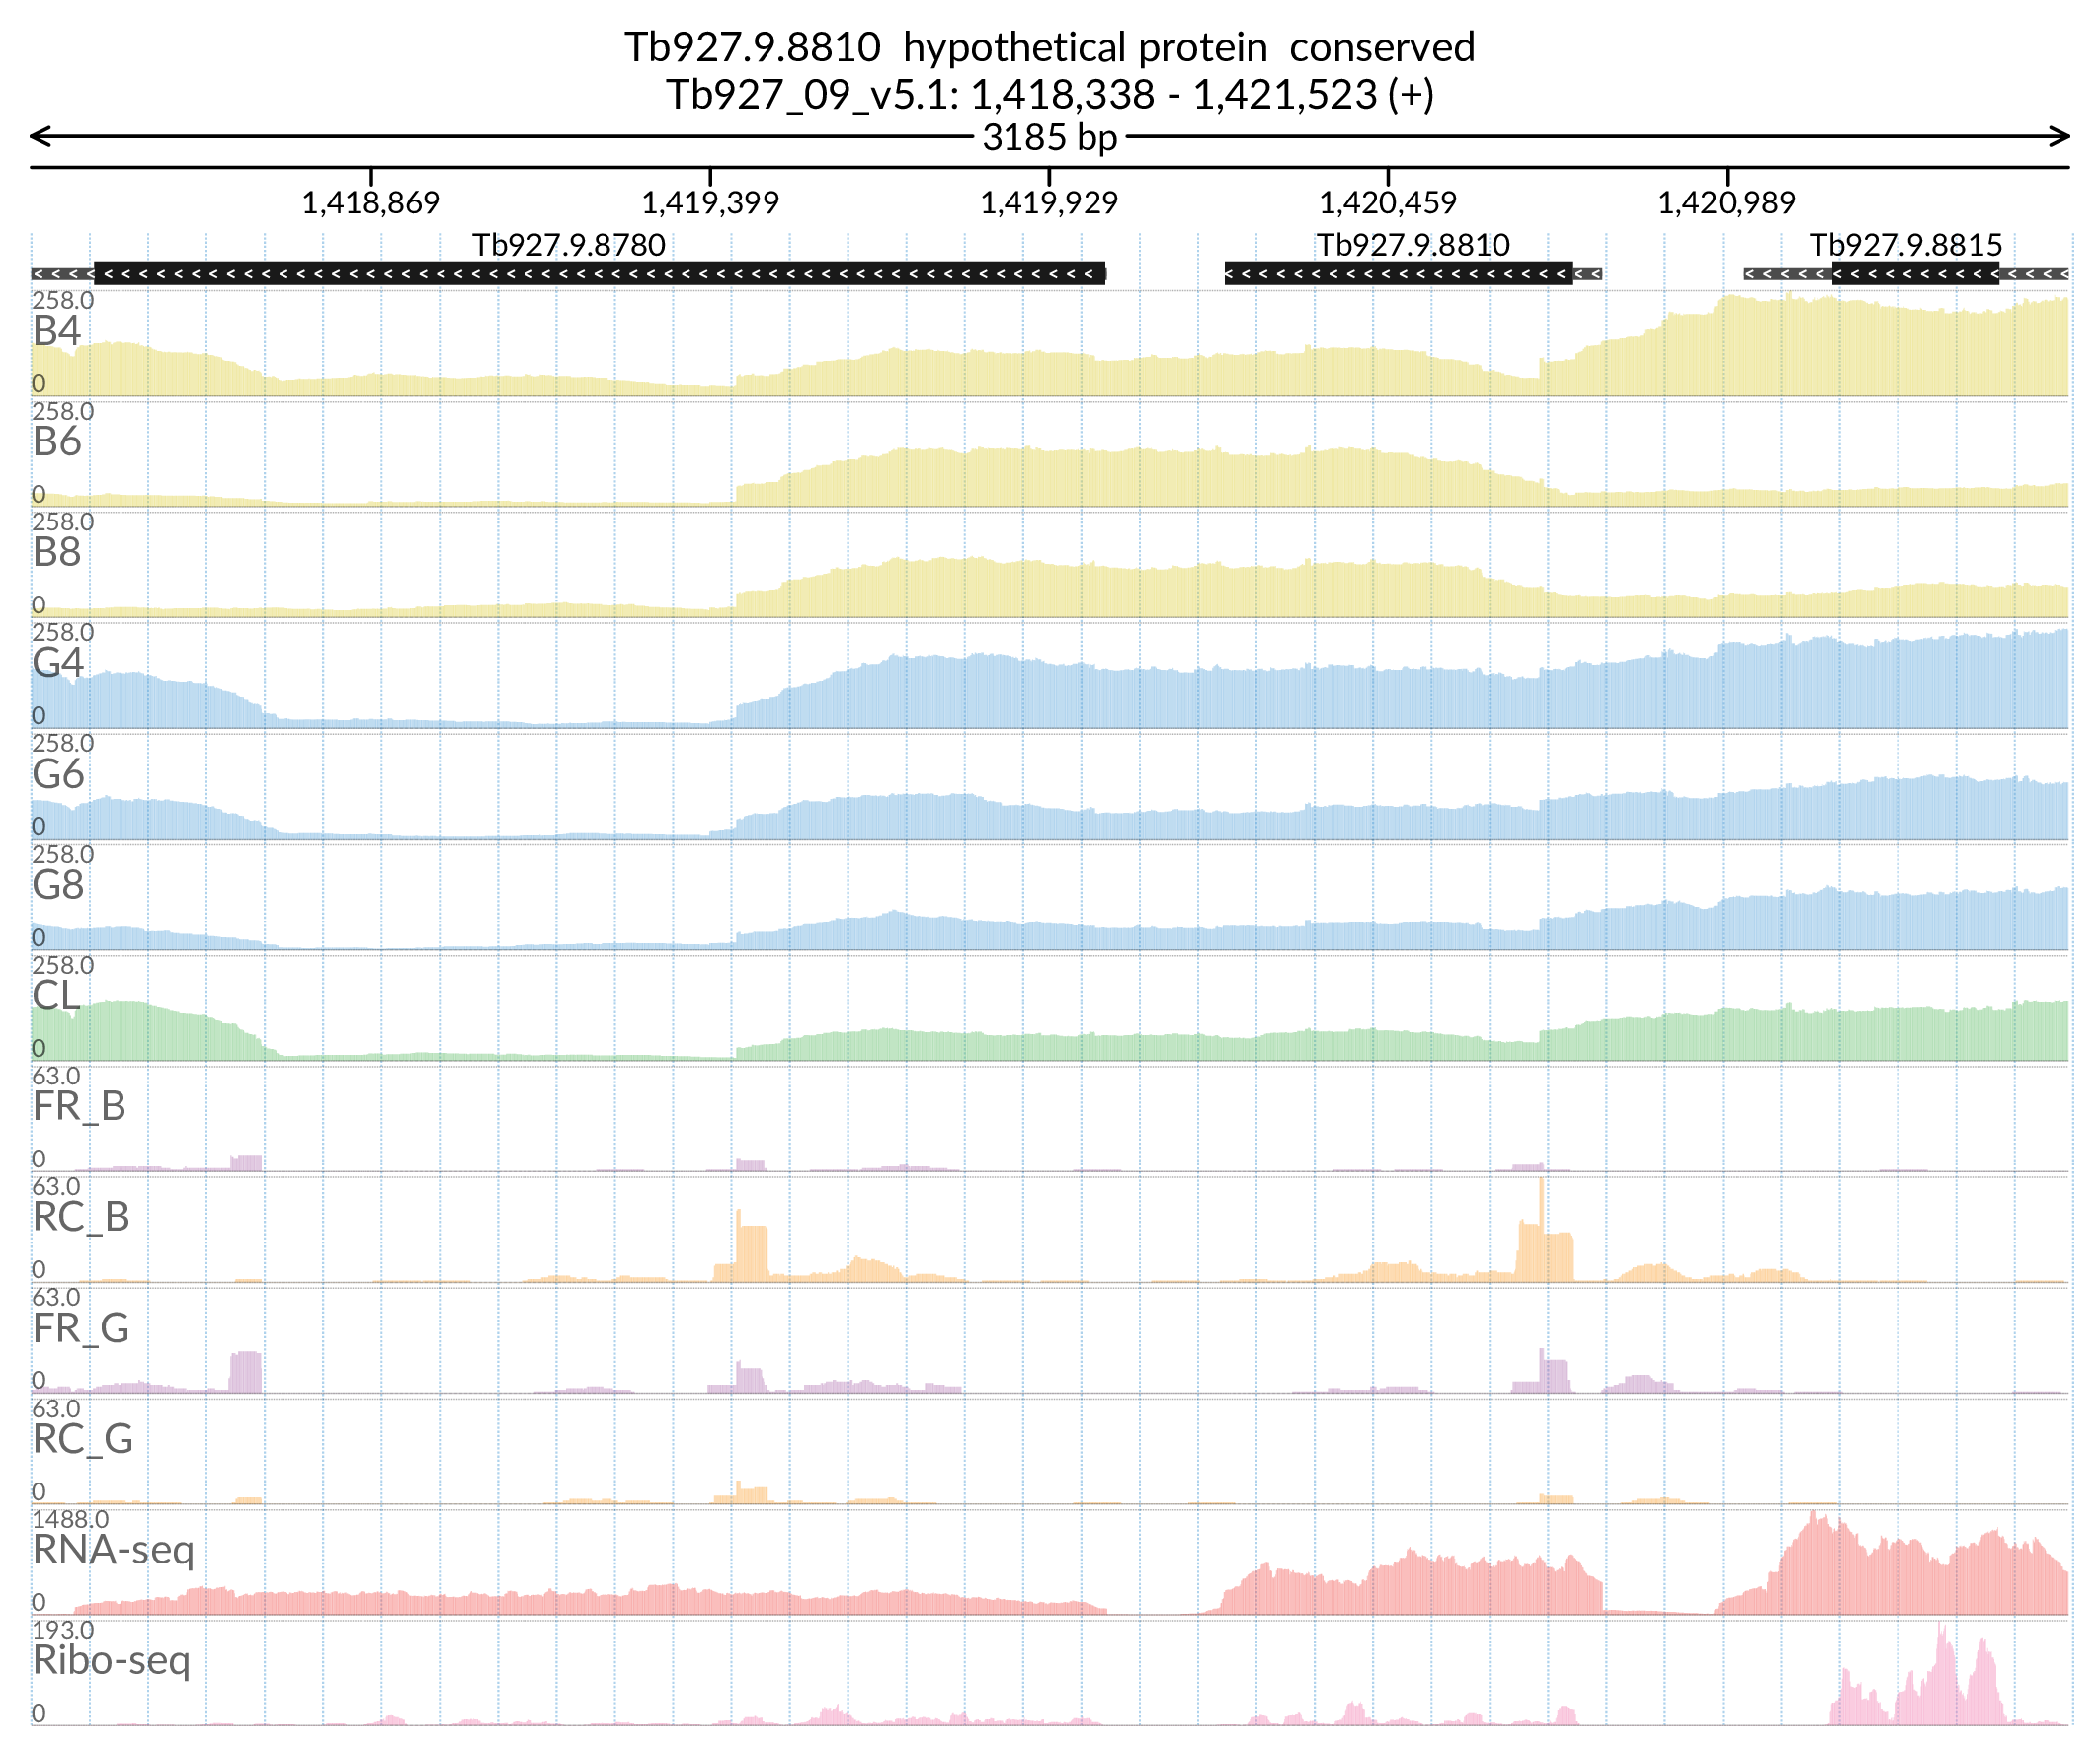 Tb927.9.8810 hypothetical protein conserved
Tb927_09_v5.1: 1,418,338 - 1,421,523 (+)
3185 bp
1,418,869 1,419,399 1,419,929 1,420,459 1,420,989
Tb927.9.8780 Tb927.9.8810 Tb927.9.8815
258.0
B4
0
258.0
B6
0
258.0
B8
0
258.0
G4
0
258.0
G6
0
258.0
G8
0
258.0
CL
0
63.0
FR_B
0
63.0
RC_B
0
63.0
FR_G
0
63.0
RC_G
0
1488.0
RNA-seq
0
193.0
Ribo-seq
0